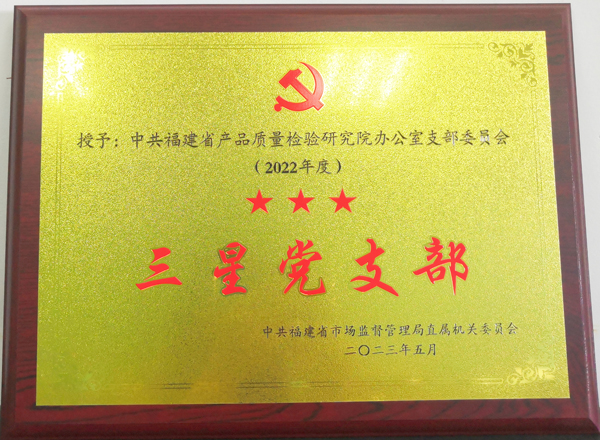 授予：中共福建省产品质量检验研究院办公室支部委员会
（2022年度）
★★★
三星党支部
中共福建省市场监督管理局直属机关委员会
二〇二三年五月